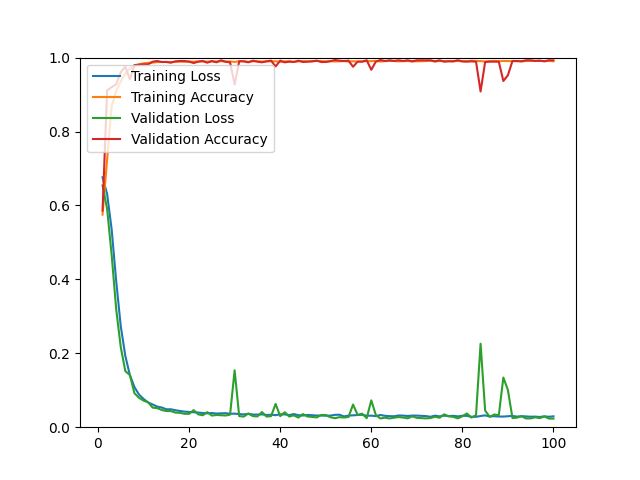 1.0
0.8
0.6
0.4
0.2
0.0
Training Loss
Training Accuracy
Validation Loss
Validation Accuracy
0 20 40 60 80 100